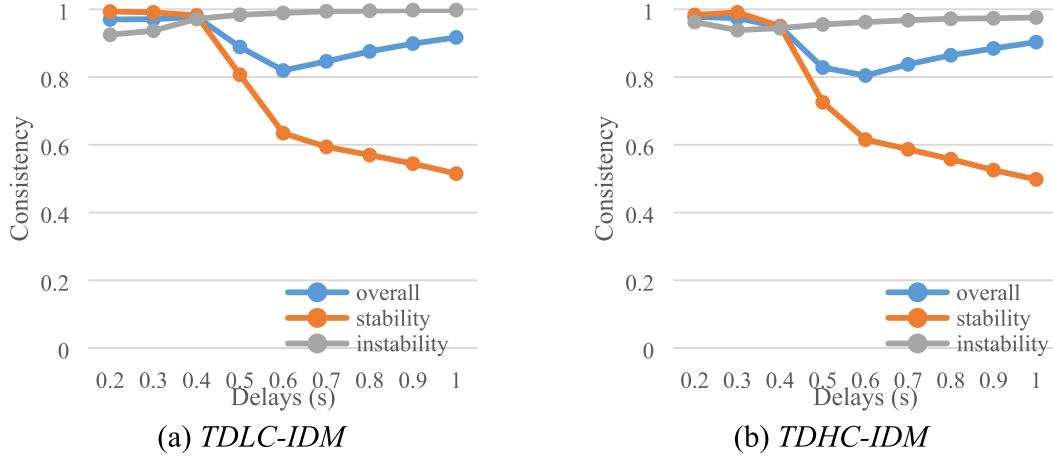 1
0.8
0.6
0.4
0.2
0
Consistency
overall
stability
instability
0.2 0.3 0.4 0.5 0.6 0.7 0.8 0.9 1
Delays (s)
(a) TDLC-IDM
1
0.8
0.6
0.4
0.2
0
Consistency
overall
stability
instability
0.2 0.3 0.4 0.5 0.6 0.7 0.8 0.9 1
Delays (s)
(b) TDHC-IDM